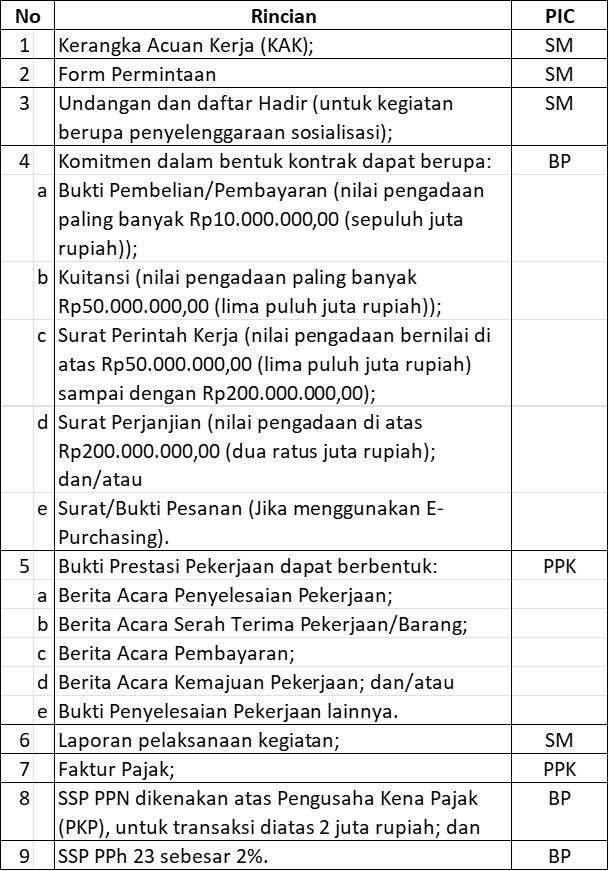 No Rincian PIC
1 Kerangka Acuan Kerja (KAK); SM
2 Form Permintaan SM
3 Undangan dan daftar Hadir (untuk kegiatan SM
berupa penyelenggaraan sosialisasi);
4 Komitmen dalam bentuk kontrak dapat berupa: BP
a Bukti Pembelian/Pembayaran (nilai pengadaan
paling banyak Rp10.000.000,00 (sepuluh juta
rupiah));
b Kuitansi (nilai pengadaan paling banyak
Rp50.000.000,00 (lima puluh juta rupiah));
c Surat Perintah Kerja (nilai pengadaan bernilai di
atas Rp50.000.000,00 (lima puluh juta rupiah)
sampai dengan Rp200.000.000,00);
d Surat Perjanjian (nilai pengadaan di atas
Rp200.000.000,00 (dua ratus juta rupiah);
dan/atau
e Surat/Bukti Pesanan (Jika menggunakan E-
Purchasing).
5 Bukti Prestasi Pekerjaan dapat berbentuk: PPK
a Berita Acara Penyelesaian Pekerjaan;
b Berita Acara Serah Terima Pekerjaan/Barang;
c Berita Acara Pembayaran;
d Berita Acara Kemajuan Pekerjaan; dan/atau
e Bukti Penyelesaian Pekerjaan lainnya.
6 Laporan pelaksanaan kegiatan; SM
7 Faktur Pajak; PPK
8 SSP PPN dikenakan atas Pengusaha Kena Pajak BP
(PKP), untuk transaksi diatas 2 juta rupiah; dan
9 SSP PPh 23 sebesar 2%. BP